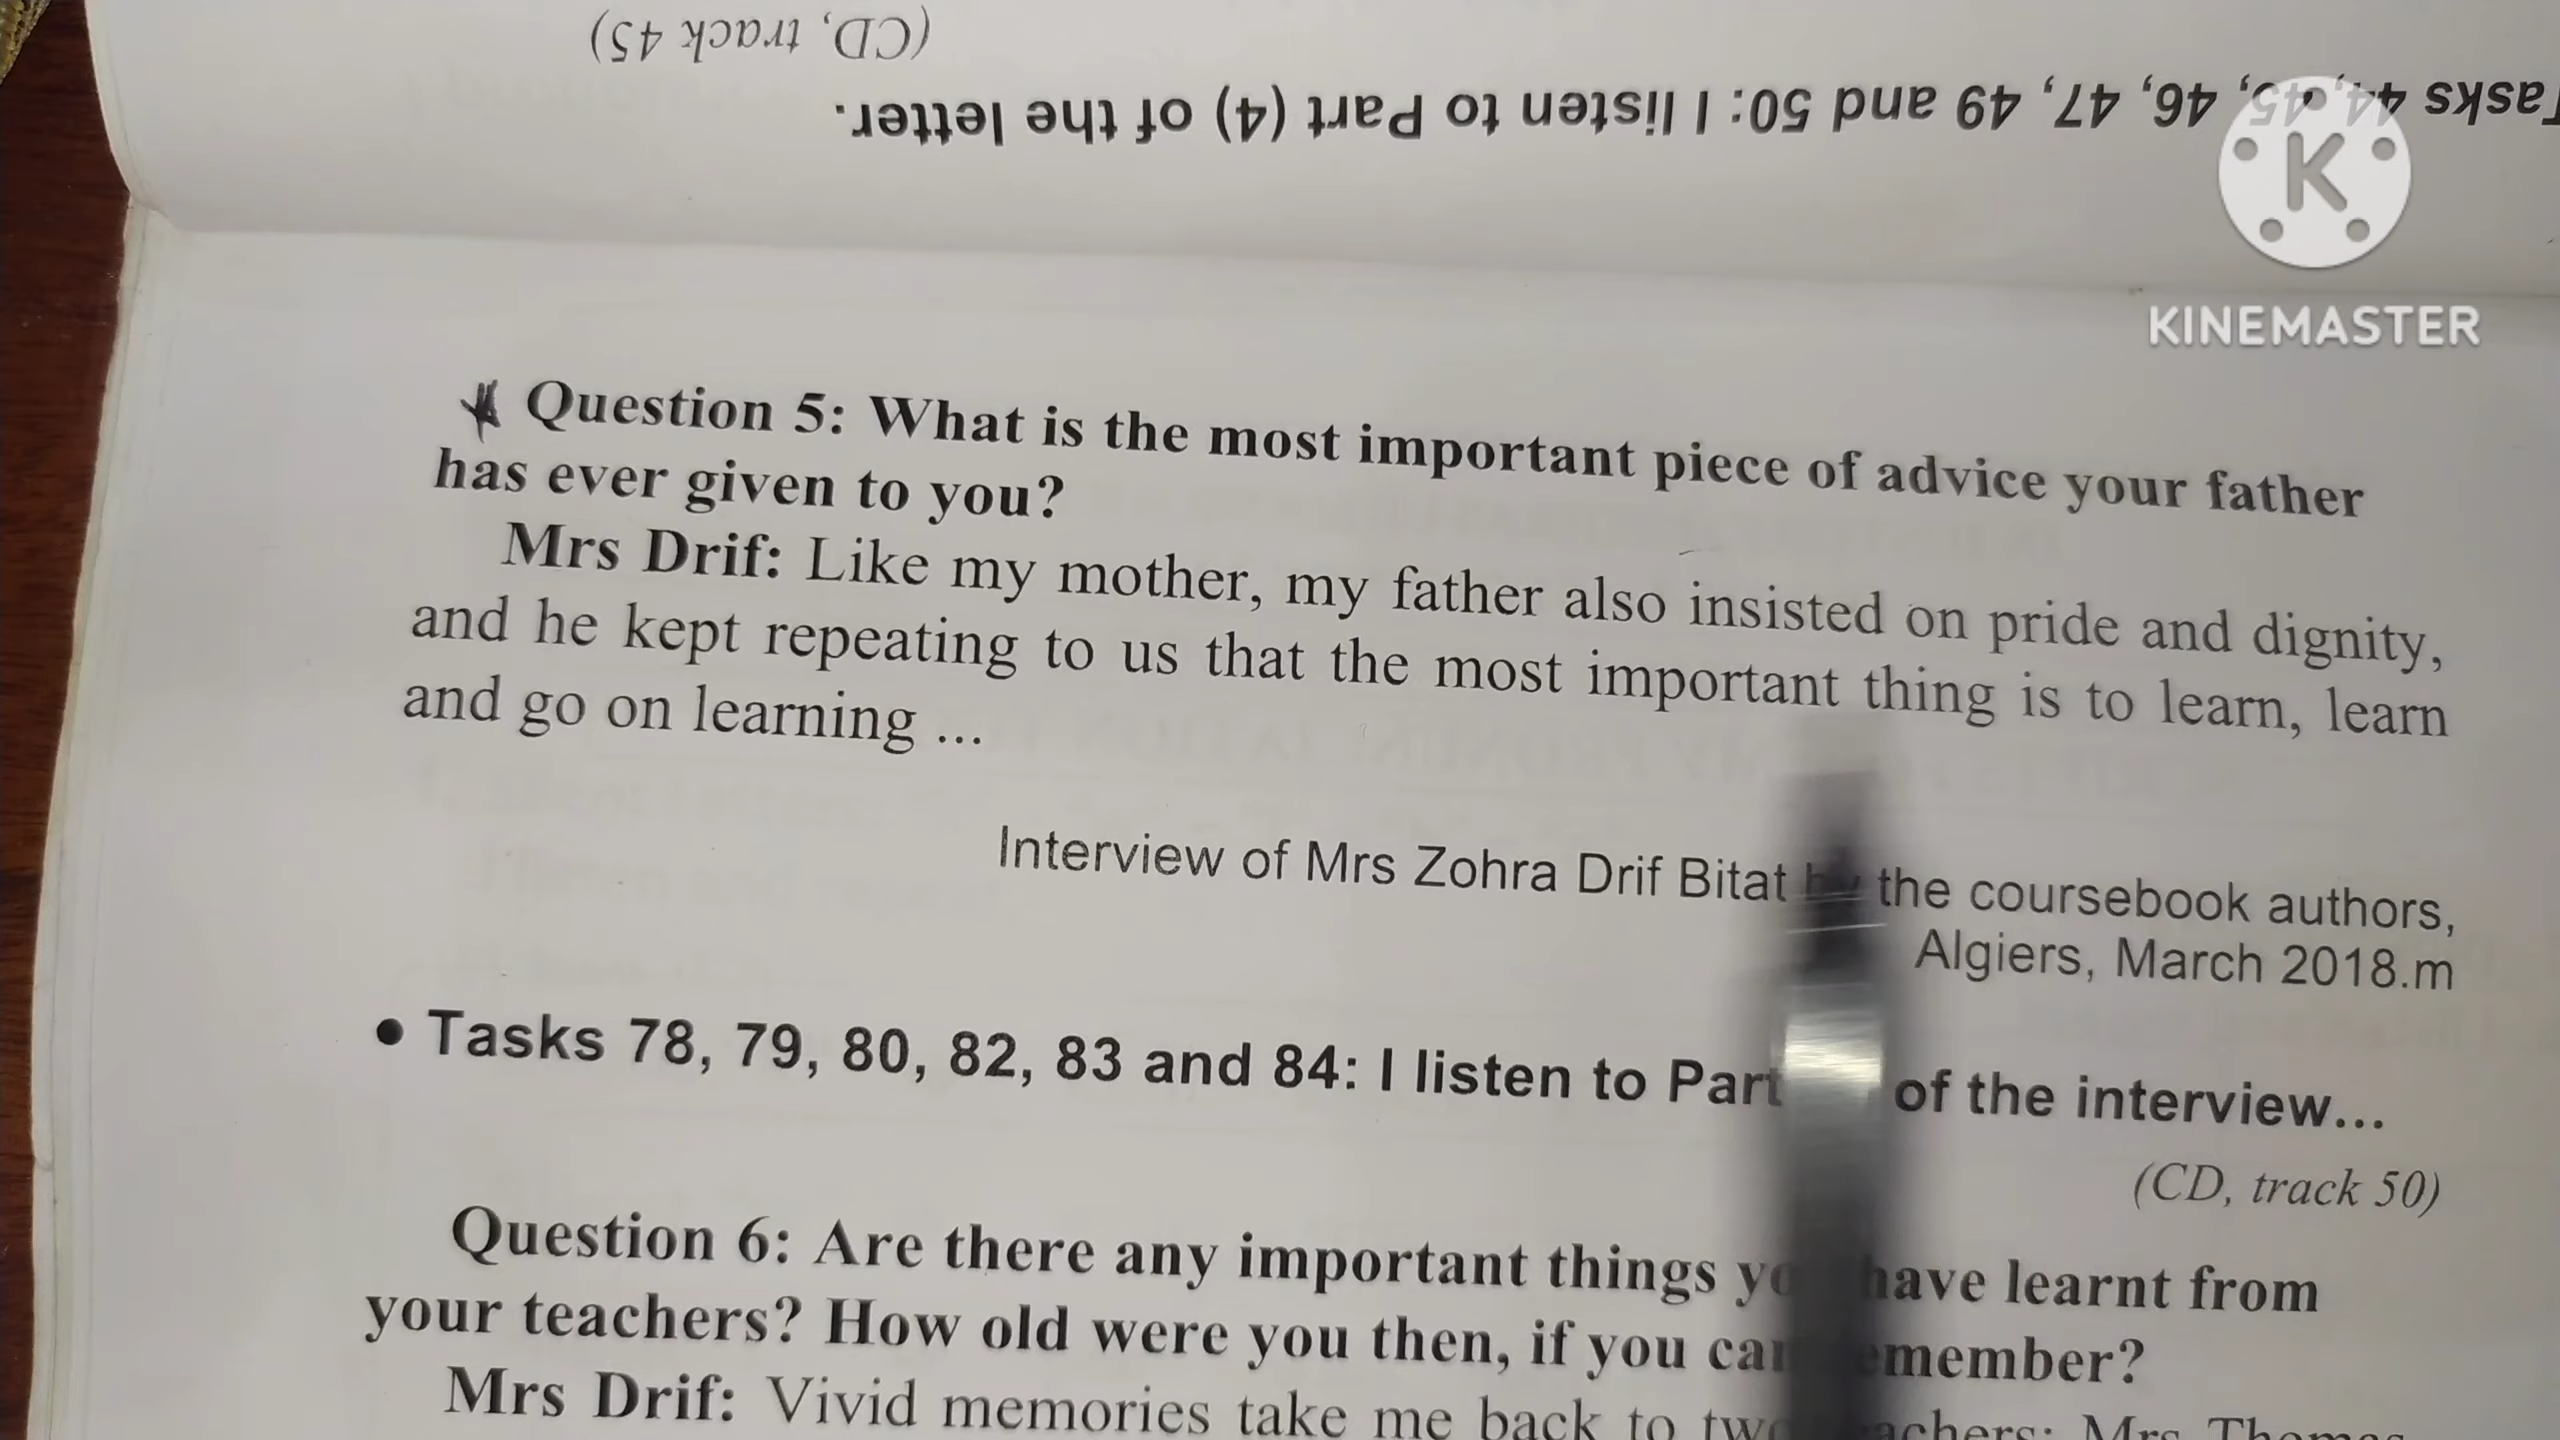 (CD, track 45)
Tasks 44, 45, 46, 47, 49 and 50: I listen to Part (4) of the letter.
KINEMASTER
Question 5: What is the most important piece of advice your father
has ever given to you?
Mrs Drif: Like my mother, my father also insisted on pride and dignity,
and he kept repeating to us that the most important thing is to learn, learn
and go on learning ...
Interview of Mrs Zohra Drif Bitat by the coursebook authors,
Algiers, March 2018.m
• Tasks 78, 79, 80, 82, 83 and 84: I listen to Part of the interview...
(CD, track 50)
Question 6: Are there any important things you have learnt from
your teachers? How old were you then, if you can remember?
Mrs Drif: Vivid memories take me back to two teachers: Mrs Thomas